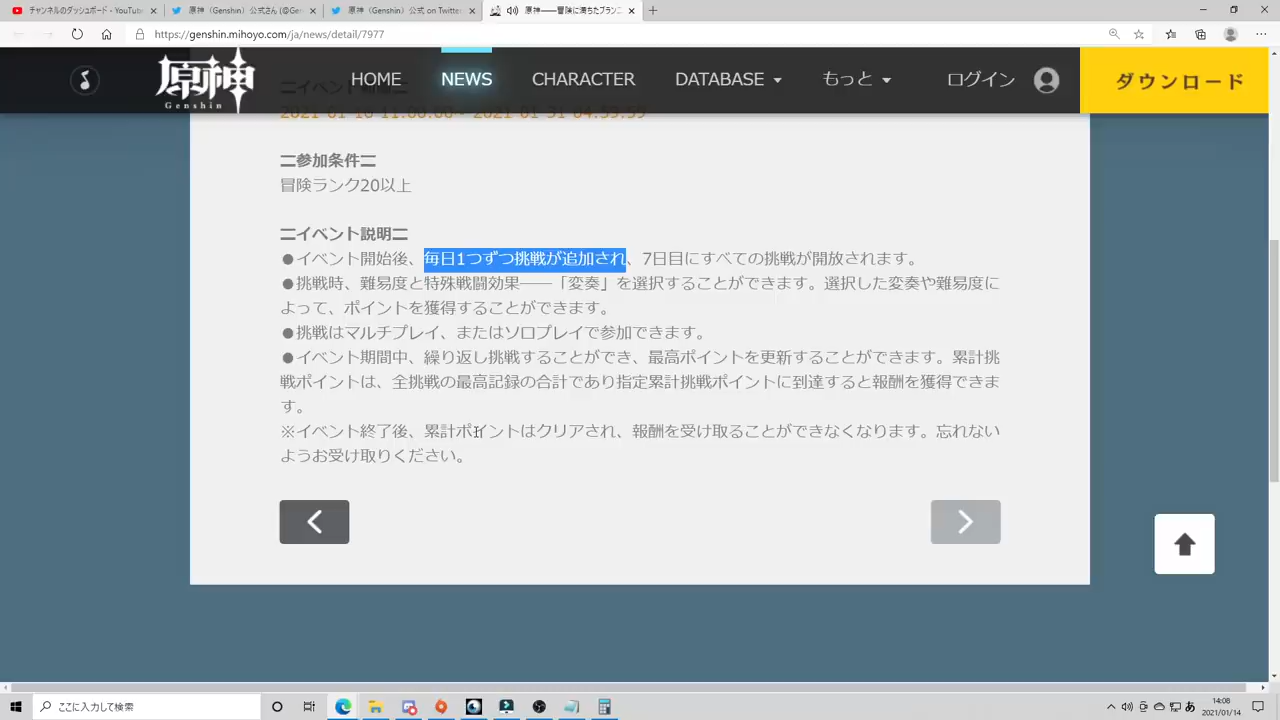 チャンネルのダッシュボード - YouTube
原神（Genshin）公式さん (@Gen
原神（Genshin）公式 on Twitter
原神——冒険に満ちたブランニ
https://genshin.mihoyo.com/ja/news/detail/7977
原神
Genshin
HOME
NEWS
CHARACTER
DATABASE
もっと
ログイン
ダウンロード
〓参加条件〓
冒険ランク20以上
〓イベント説明〓
●イベント開始後、毎日1つずつ挑戦が追加され、7日目にすべての挑戦が開放されます。
●挑戦時、難易度と特殊戦闘効果——「変奏」を選択することができます。選択した変奏や難易度に
よって、ポイントを獲得することができます。
●挑戦はマルチプレイ、またはソロプレイで参加できます。
●イベント期間中、繰り返し挑戦することができ、最高ポイントを更新することができます。累計挑
戦ポイントは、全挑戦の最高記録の合計であり指定累計挑戦ポイントに到達すると報酬を獲得できま
す。
※イベント終了後、累計ポイントはクリアされ、報酬を受け取ることができなくなります。忘れない
ようお受け取りください。
ここに入力して検索
あ
14:08
2021/01/14